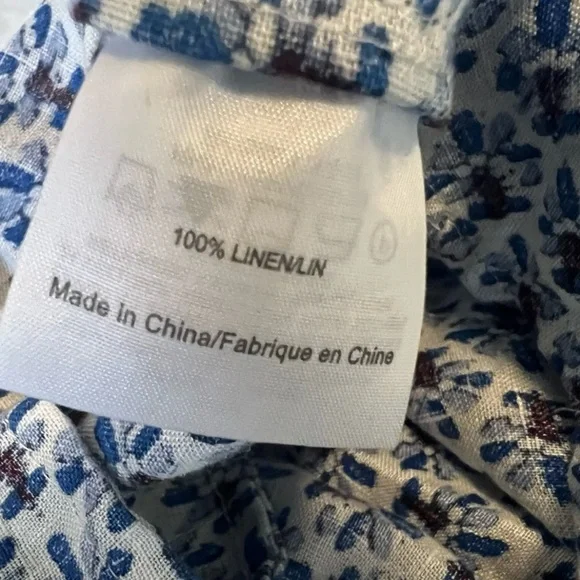 100% LINEN/LIN
Made in China/Fabrique en Chine